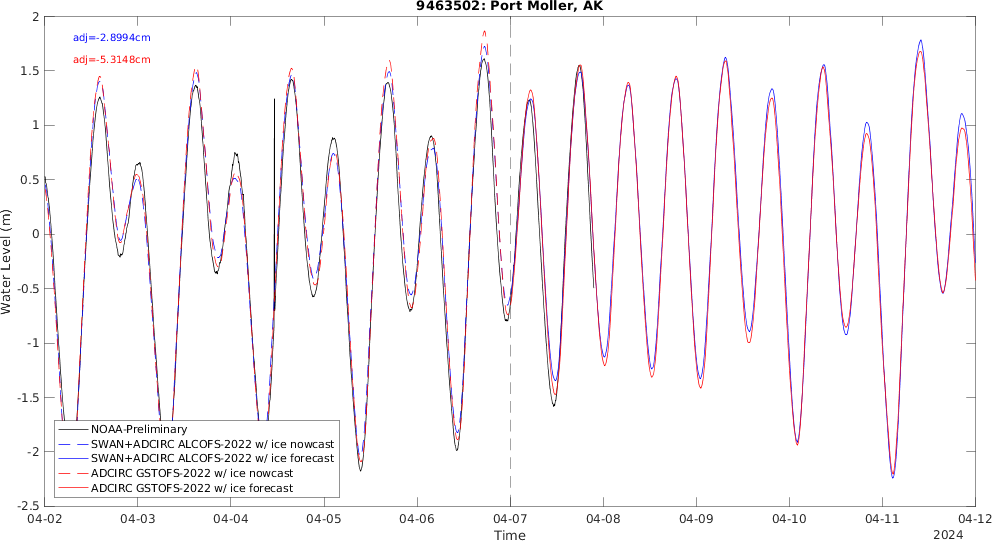 9463502: Port Moller, AK
adj=-2.8994cm
adj=-5.3148cm
Water Level (m)
2
1.5
1
0.5
0
-0.5
-1
-1.5
-2
-2.5
NOAA-Preliminary
SWAN+ADCIRC ALCOFS-2022 w/ ice nowcast
SWAN+ADCIRC ALCOFS-2022 w/ ice forecast
ADCIRC GSTOFS-2022 w/ ice nowcast
ADCIRC GSTOFS-2022 w/ ice forecast
04-02 04-03 04-04 04-05 04-06 04-07 04-08 04-09 04-10 04-11 04-12
Time
2024